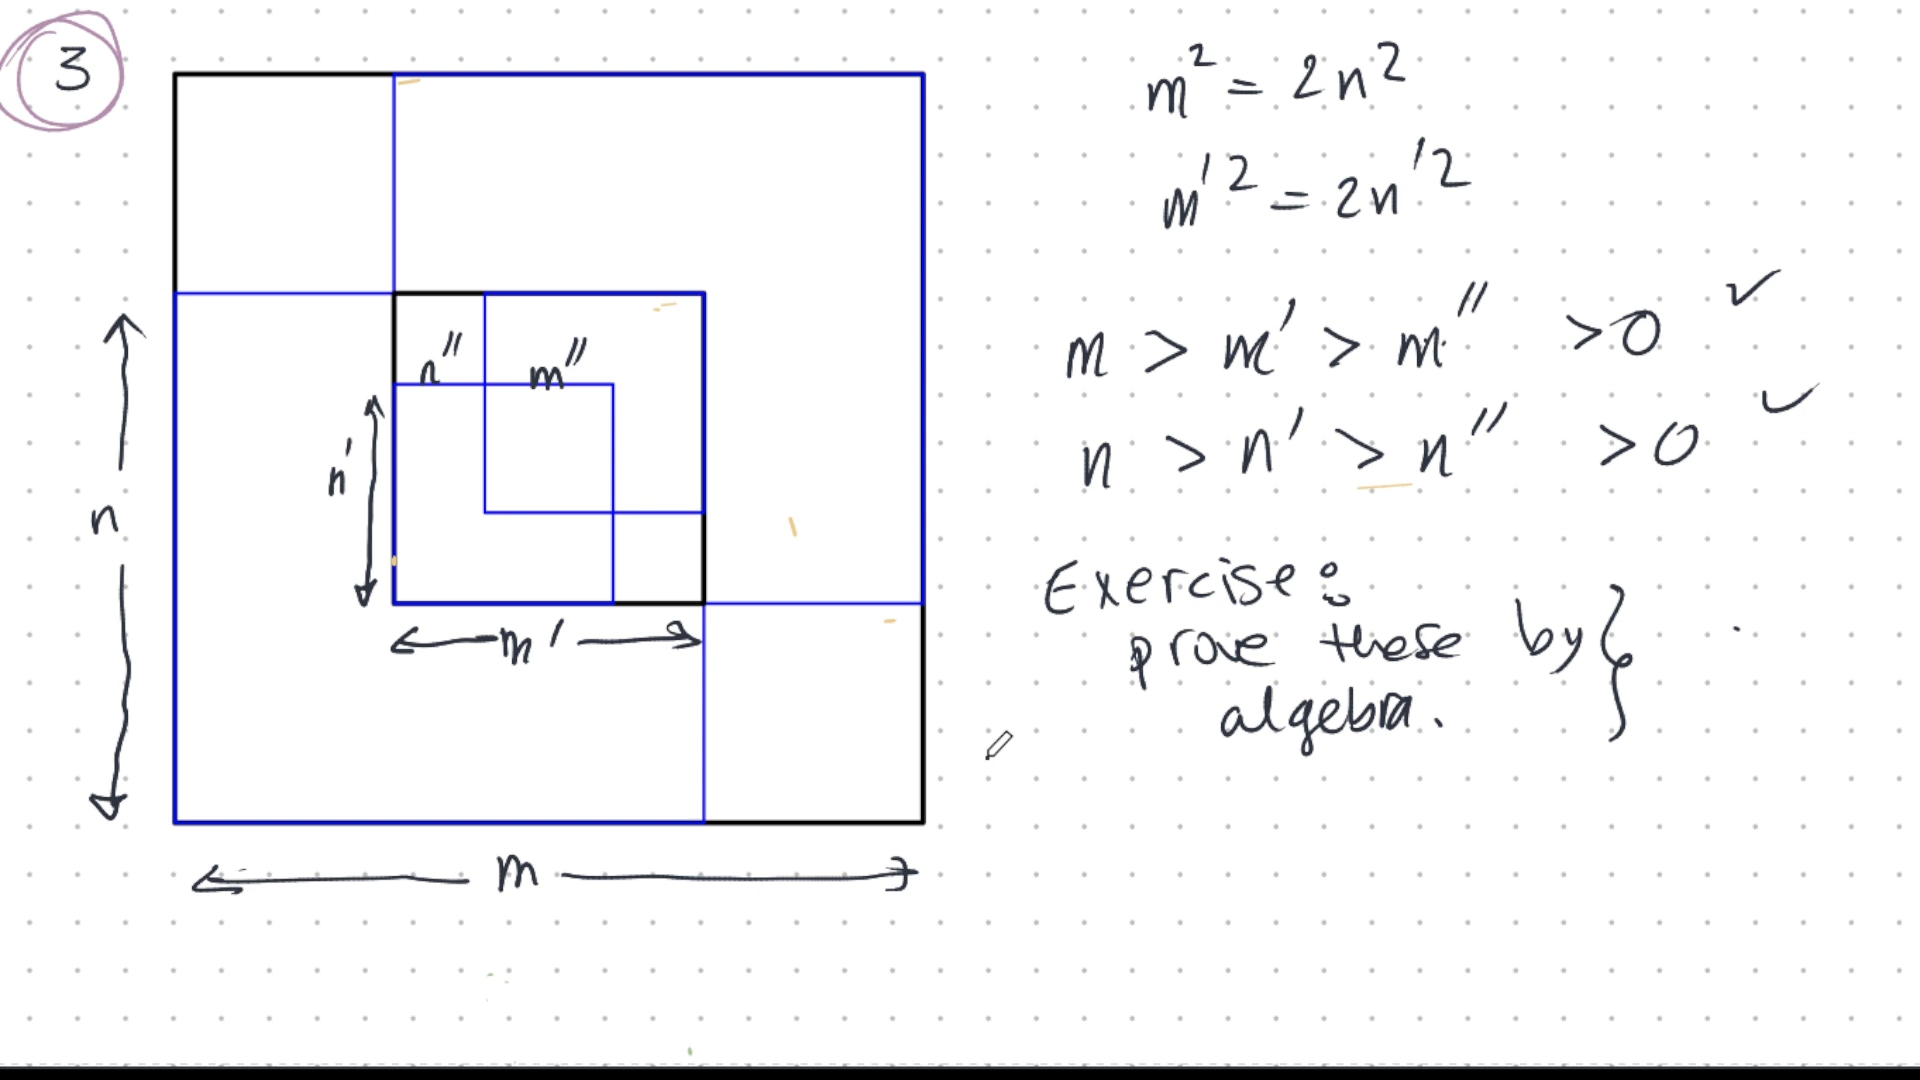 3
m² = 2n²
m'² = 2n'²
m > m' > m'' > 0 ✓
n > n' > n'' > 0 ✓
n''
m''
n'
n
m'
Exercise:
prove these by }
algebra.
m